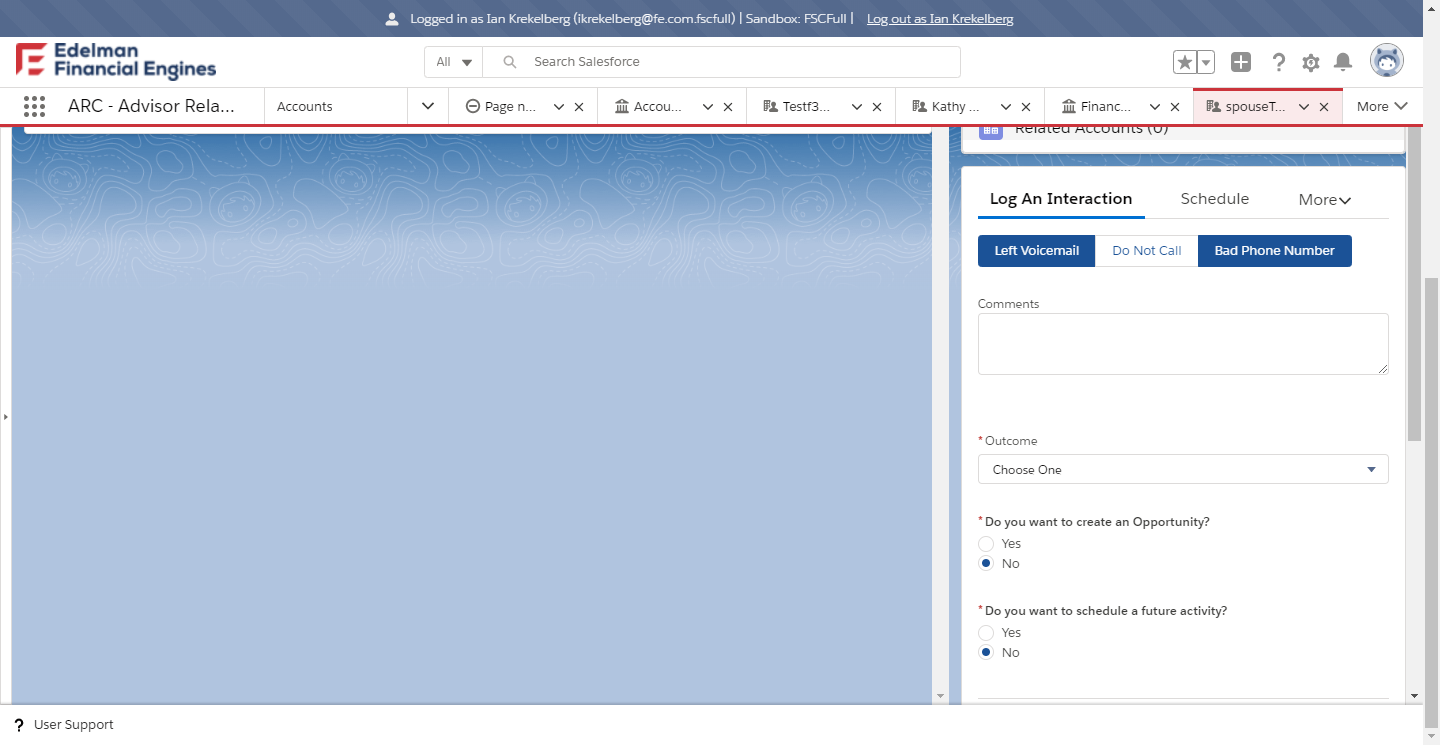 Logged in as Ian Krekelberg (ikrekelberg@fe.com.fscfull) | Sandbox: FSCFull | Log out as Ian Krekelberg
Edelman
Financial Engines
All
Search Salesforce
ARC - Advisor Rela...
Accounts
Page n...
Accou...
Testf3...
Kathy ...
Financ...
spouseT...
More
Related Accounts (0)
Log An Interaction
Schedule
More
Left Voicemail
Do Not Call
Bad Phone Number
Comments
*Outcome
Choose One
*Do you want to create an Opportunity?
Yes
No
*Do you want to schedule a future activity?
Yes
No
? User Support